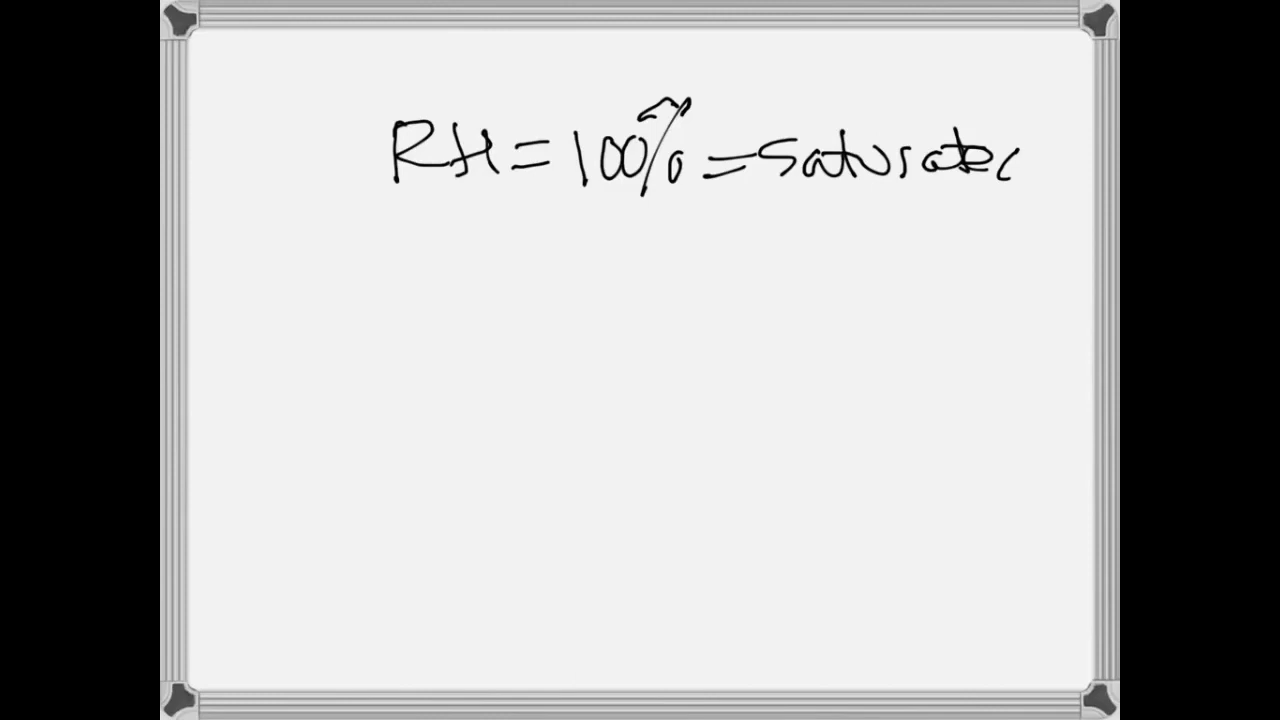 RH = 100% = saturated